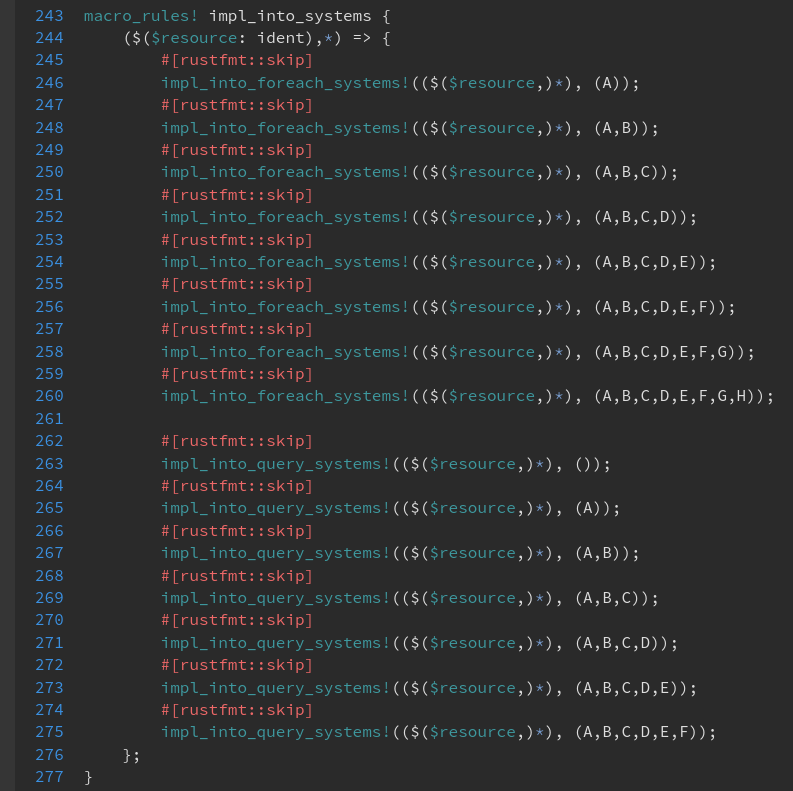 243 macro_rules! impl_into_systems {
244     ($($resource: ident),*) => {
245         #[rustfmt::skip]
246         impl_into_foreach_systems!(($($resource,)*), (A));
247         #[rustfmt::skip]
248         impl_into_foreach_systems!(($($resource,)*), (A,B));
249         #[rustfmt::skip]
250         impl_into_foreach_systems!(($($resource,)*), (A,B,C));
251         #[rustfmt::skip]
252         impl_into_foreach_systems!(($($resource,)*), (A,B,C,D));
253         #[rustfmt::skip]
254         impl_into_foreach_systems!(($($resource,)*), (A,B,C,D,E));
255         #[rustfmt::skip]
256         impl_into_foreach_systems!(($($resource,)*), (A,B,C,D,E,F));
257         #[rustfmt::skip]
258         impl_into_foreach_systems!(($($resource,)*), (A,B,C,D,E,F,G));
259         #[rustfmt::skip]
260         impl_into_foreach_systems!(($($resource,)*), (A,B,C,D,E,F,G,H));
261
262         #[rustfmt::skip]
263         impl_into_query_systems!(($($resource,)*), ());
264         #[rustfmt::skip]
265         impl_into_query_systems!(($($resource,)*), (A));
266         #[rustfmt::skip]
267         impl_into_query_systems!(($($resource,)*), (A,B));
268         #[rustfmt::skip]
269         impl_into_query_systems!(($($resource,)*), (A,B,C));
270         #[rustfmt::skip]
271         impl_into_query_systems!(($($resource,)*), (A,B,C,D));
272         #[rustfmt::skip]
273         impl_into_query_systems!(($($resource,)*), (A,B,C,D,E));
274         #[rustfmt::skip]
275         impl_into_query_systems!(($($resource,)*), (A,B,C,D,E,F));
276     };
277 }